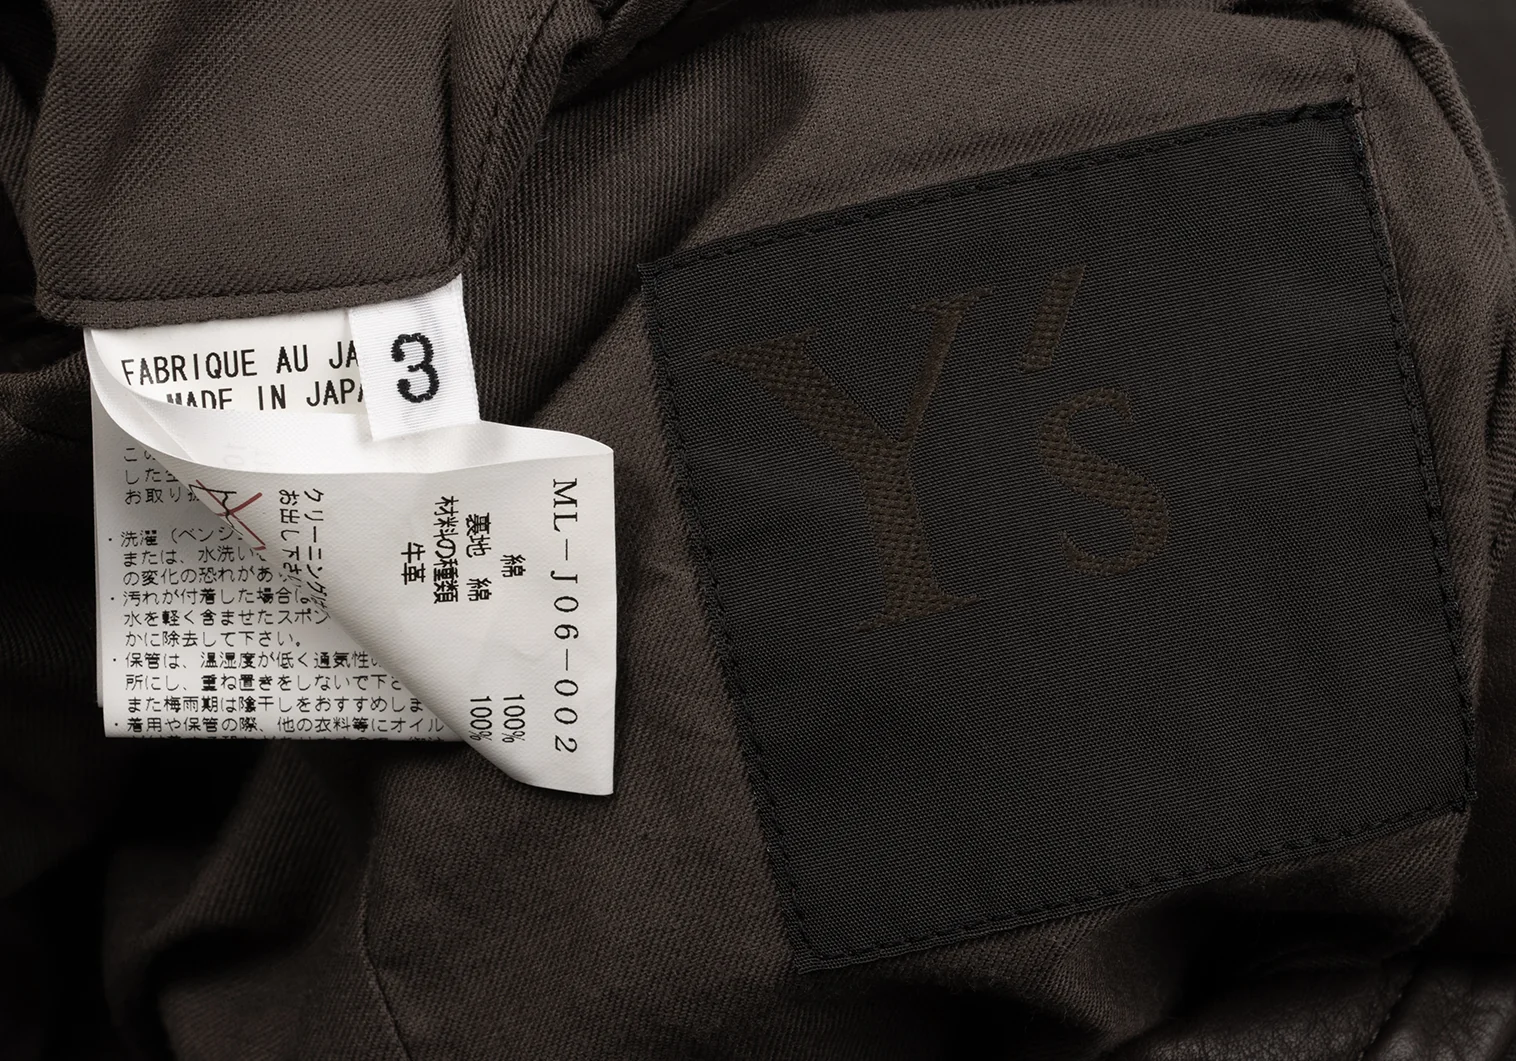 FABRIQUE AU JA
MADE IN JAPA
3
Y's
ML-J06-002
綿 100%
裏地 綿 100%
材料の種類
牛革
クリーニング
お出し下さい
この
した
お取り扱
・洗濯（ベンジ
または、水洗い
の変化の恐れがあ
・汚れが付着した場合は
水を軽く含ませたスポン
かに除去して下さい。
・保管は、温湿度が低く通気性の
所にし、重ね置きをしないで下さ
また梅雨期は陰干しをおすすめしま
・着用や保管の際、他の衣料等にオイル